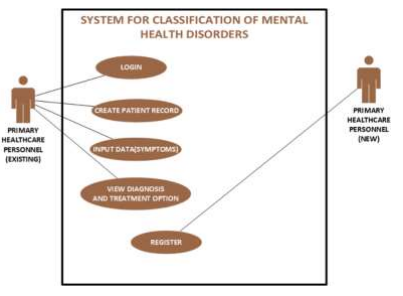 SYSTEM FOR CLASSIFICATION OF MENTAL
HEALTH DISORDERS
LOGIN
CREATE PATIENT RECORD
INPUT DATA(SYMPTOMS)
VIEW DIAGNOSIS
AND TREATMENT OPTION
REGISTER
PRIMARY
HEALTHCARE
PERSONNEL
(EXISTING)
PRIMARY
HEALTHCARE
PERSONNEL
(NEW)